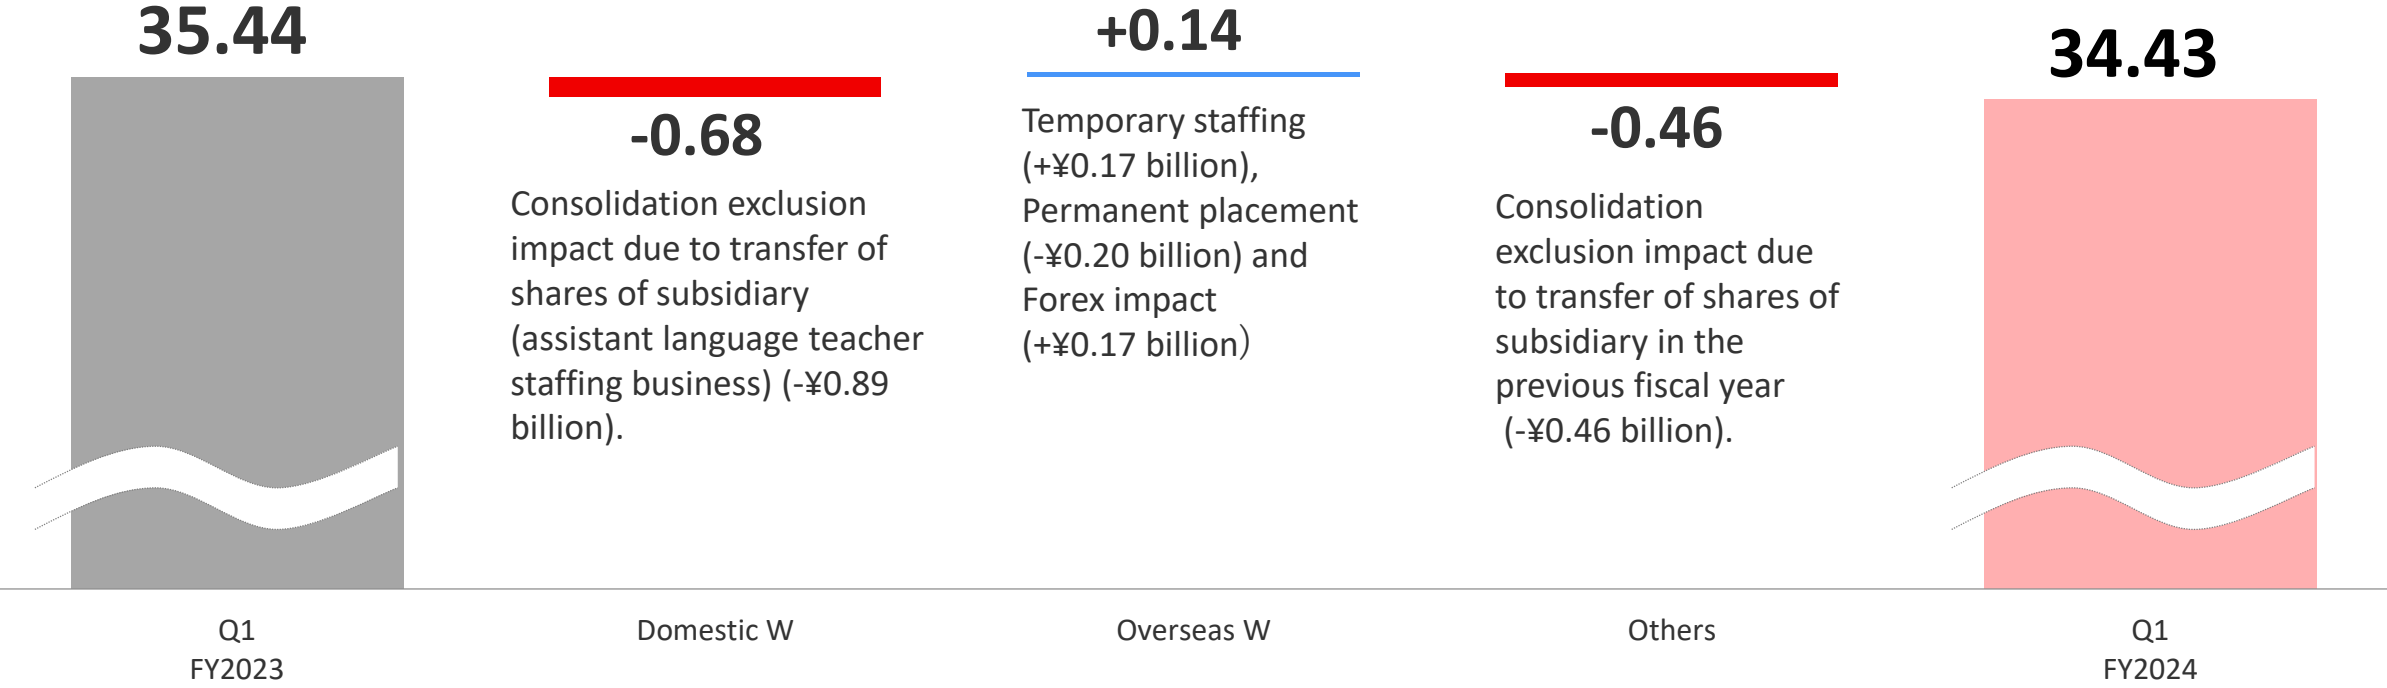 35.44
-0.68
Consolidation exclusion
impact due to transfer of
shares of subsidiary
(assistant language teacher
staffing business) (-¥0.89
billion).
+0.14
Temporary staffing
(+¥0.17 billion),
Permanent placement
(-¥0.20 billion) and
Forex impact
(+¥0.17 billion）
-0.46
Consolidation
exclusion impact due
to transfer of shares of
subsidiary in the
previous fiscal year
(-¥0.46 billion).
34.43
Q1
FY2023
Domestic W
Overseas W
Others
Q1
FY2024